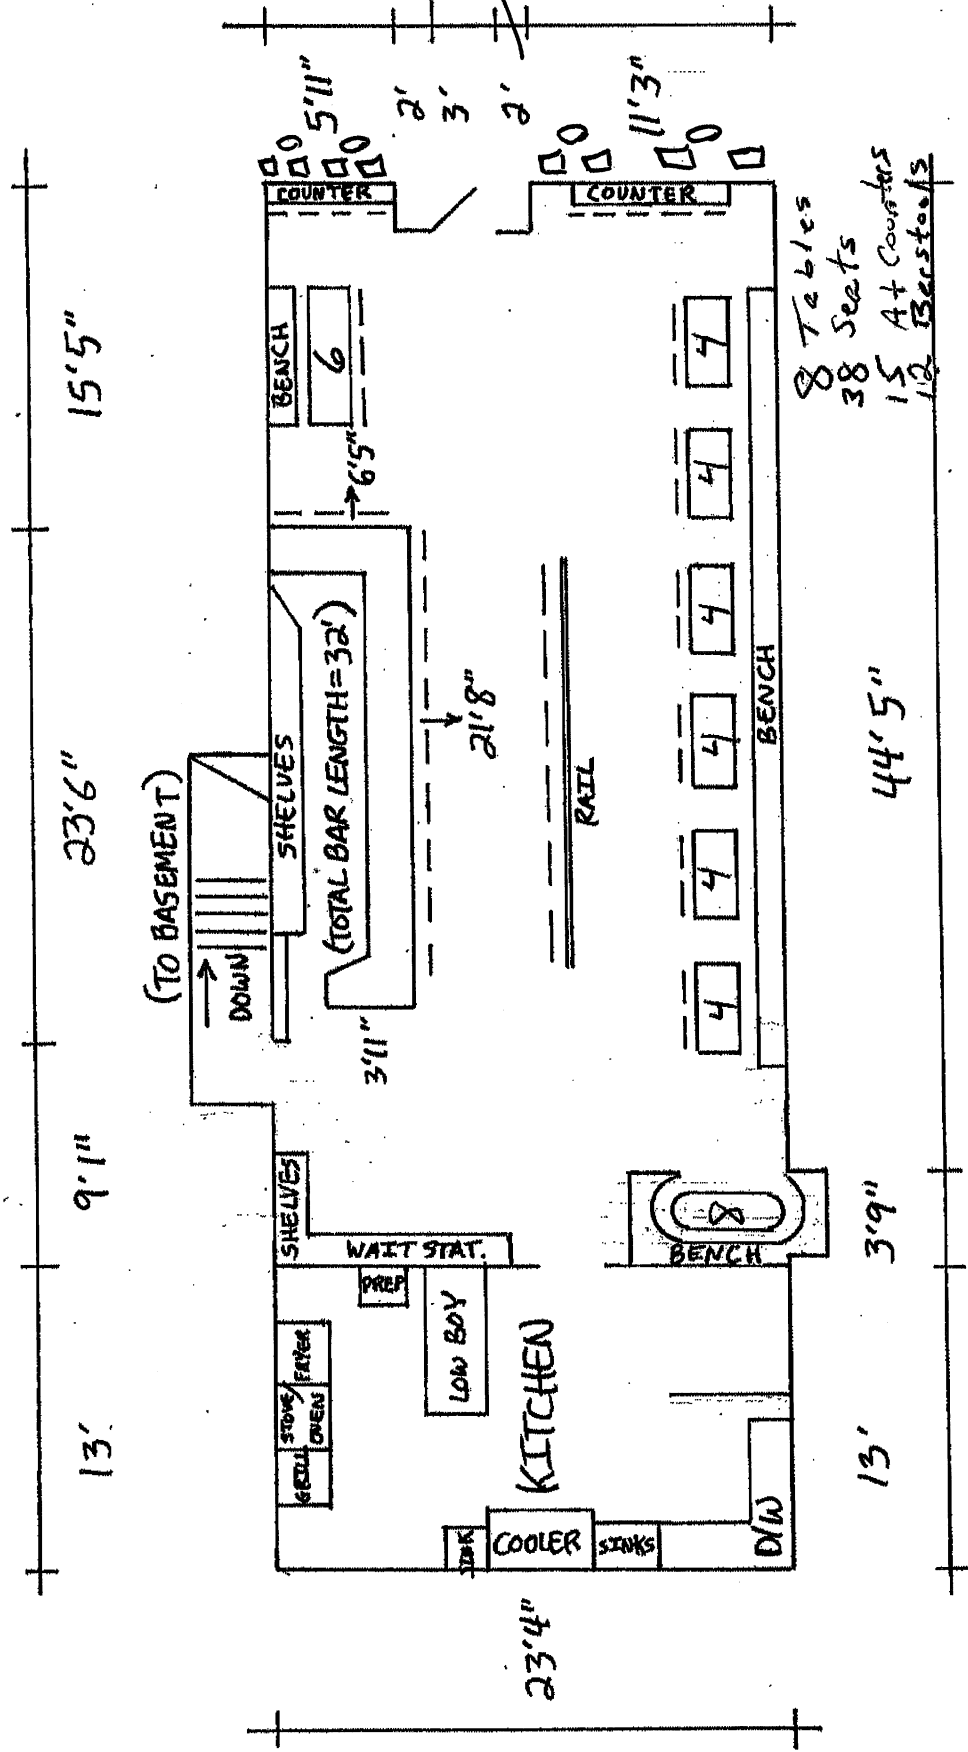 13'
9'1"
23'6"
15'5"
(TO BASEMENT)
DOWN
SHELVES
SHELVES
(TOTAL BAR LENGTH=32')
BENCH
6
COUNTER
5'11"
2'
3'
2'
11'3"
3'11"
6'5"
21'8"
RAIL
COUNTER
WAIT STAT.
PREP
LOW BOY
GRILL
STOVE/
OVEN
FRYER
KITCHEN
SINK
COOLER
SINKS
D/W
8
BENCH
4
4
4
4
4
4
BENCH
23'4"
13'
3'9"
44'5"
8 Tables
38 Seats
15 At Counters
12 Barstools